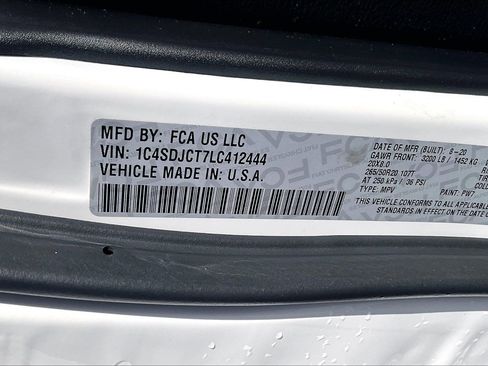 MFD BY: FCA US LLC
VIN: 1C4SDJCT7LC412444
VEHICLE MADE IN: U.S.A.
DATE OF MFR (BUILT): 8-20
GAWR FRONT: 3200 LB / 1452 KG
20X8.0
265/50R20 107T
AT 250 kPa / 36 PSI
TYPE: MPV PAINT: PW7
THIS VEHICLE CONFORMS TO ALL
STANDARDS IN EFFECT ON THE DATE OF